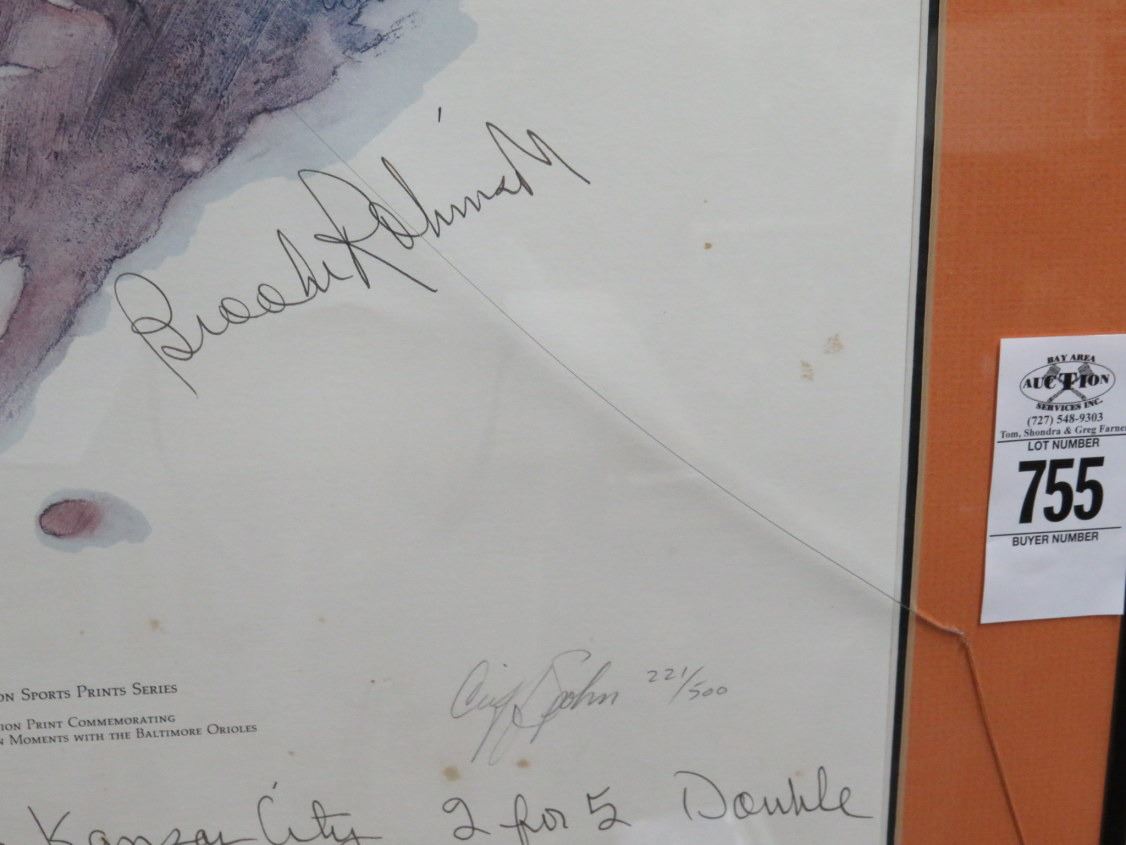 Brooks Robinson
BAY AREA
AUCTION
SERVICES INC.
(727) 548-9303
Tom, Shondra & Greg Farne
LOT NUMBER
755
BUYER NUMBER
ON SPORTS PRINTS SERIES
ION PRINT COMMEMORATING
N MOMENTS WITH THE BALTIMORE ORIOLES
Spohn 221/500
Kansas City 2 for 5 Double